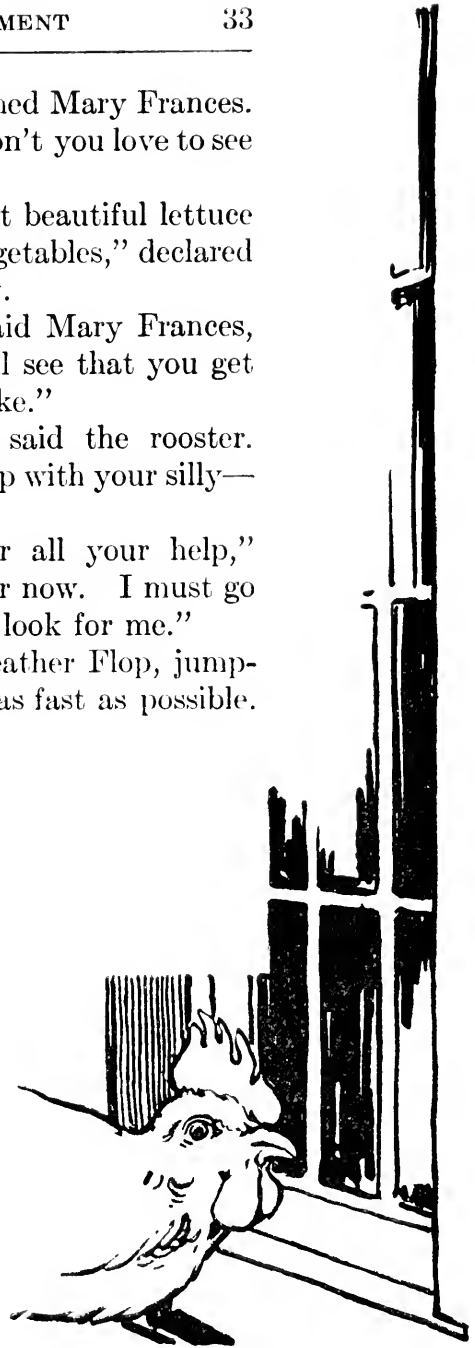 MENT 33
ned Mary Frances.
on't you love to see
t beautiful lettuce
getables,” declared
.
aid Mary Frances,
l see that you get
ke.”
said the rooster.
p with your silly—
r all your help,”
r now. I must go
look for me.”
eather Flop, jump-
as fast as possible.